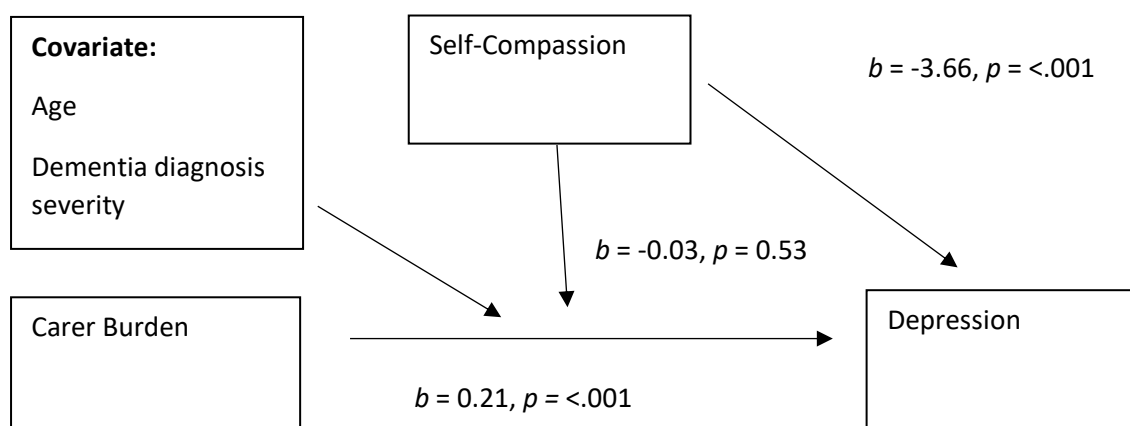 Covariate:
Age
Dementia diagnosis
severity
Self-Compassion
b = -3.66, p = <.001
b = -0.03, p = 0.53
Carer Burden
Depression
b = 0.21, p = <.001